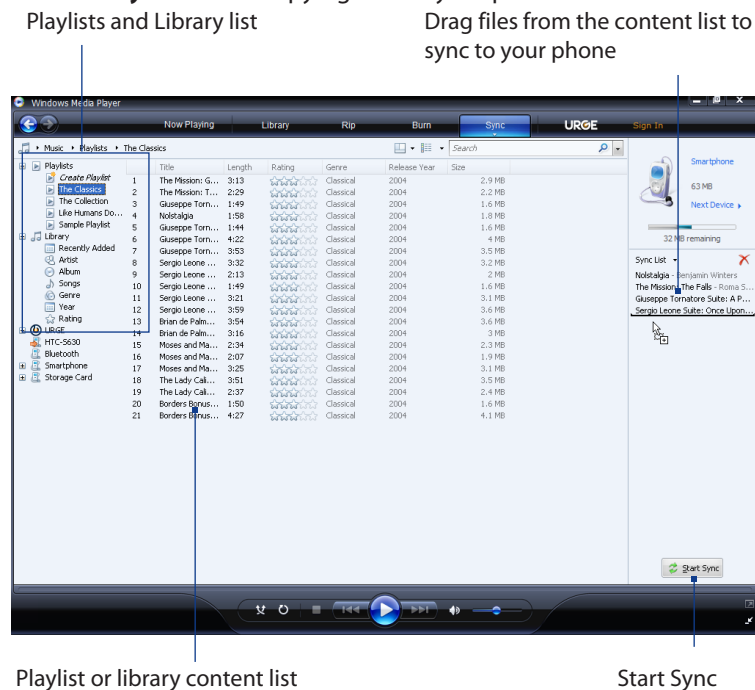 Playlists and Library list
Drag files from the content list to
sync to your phone
Windows Media Player
Now Playing Library Rip Burn Sync URGE Sign In
Music Playlists The Classics
Search
Playlists
Create Playlist
The Classics
The Collection
Like Humans Do...
Sample Playlist
Library
Recently Added
Artist
Album
Songs
Genre
Year
Rating
URGE
HTC-S630
Bluetooth
Smartphone
Storage Card
Title Length Rating Genre Release Year Size
1 The Mission: G... 3:13 Classical 2004 2.9 MB
2 The Mission: T... 2:29 Classical 2004 2.2 MB
3 Giuseppe Torn... 1:49 Classical 2004 1.6 MB
4 Nolstalgia 1:58 Classical 2004 1.8 MB
5 Giuseppe Torn... 1:44 Classical 2004 1.6 MB
6 Giuseppe Torn... 4:22 Classical 2004 4 MB
7 Giuseppe Torn... 3:53 Classical 2004 3.5 MB
8 Sergio Leone ... 3:32 Classical 2004 3.2 MB
9 Sergio Leone ... 2:13 Classical 2004 2 MB
10 Sergio Leone ... 1:49 Classical 2004 1.6 MB
11 Sergio Leone ... 3:21 Classical 2004 3.1 MB
12 Sergio Leone ... 3:59 Classical 2004 3.6 MB
13 Brian de Palm... 3:54 Classical 2004 3.6 MB
14 Brian de Palm... 3:16 Classical 2004 3 MB
15 Moses and Ma... 2:34 Classical 2004 2.3 MB
16 Moses and Ma... 2:07 Classical 2004 1.9 MB
17 Moses and Ma... 3:25 Classical 2004 3.1 MB
18 The Lady Cali... 3:51 Classical 2004 3.5 MB
19 The Lady Cali... 2:37 Classical 2004 2.4 MB
20 Borders Bonus... 1:50 Classical 2004 1.6 MB
21 Borders Bonus... 4:27 Classical 2004 4.1 MB
Smartphone
63 MB
Next Device
32 MB remaining
Sync List
Nolstalgia - Benjamin Winters
The Mission: The Falls - Roma S...
Giuseppe Tornatore Suite: A P...
Sergio Leone Suite: Once Upon...
Start Sync
Playlist or library content list
Start Sync